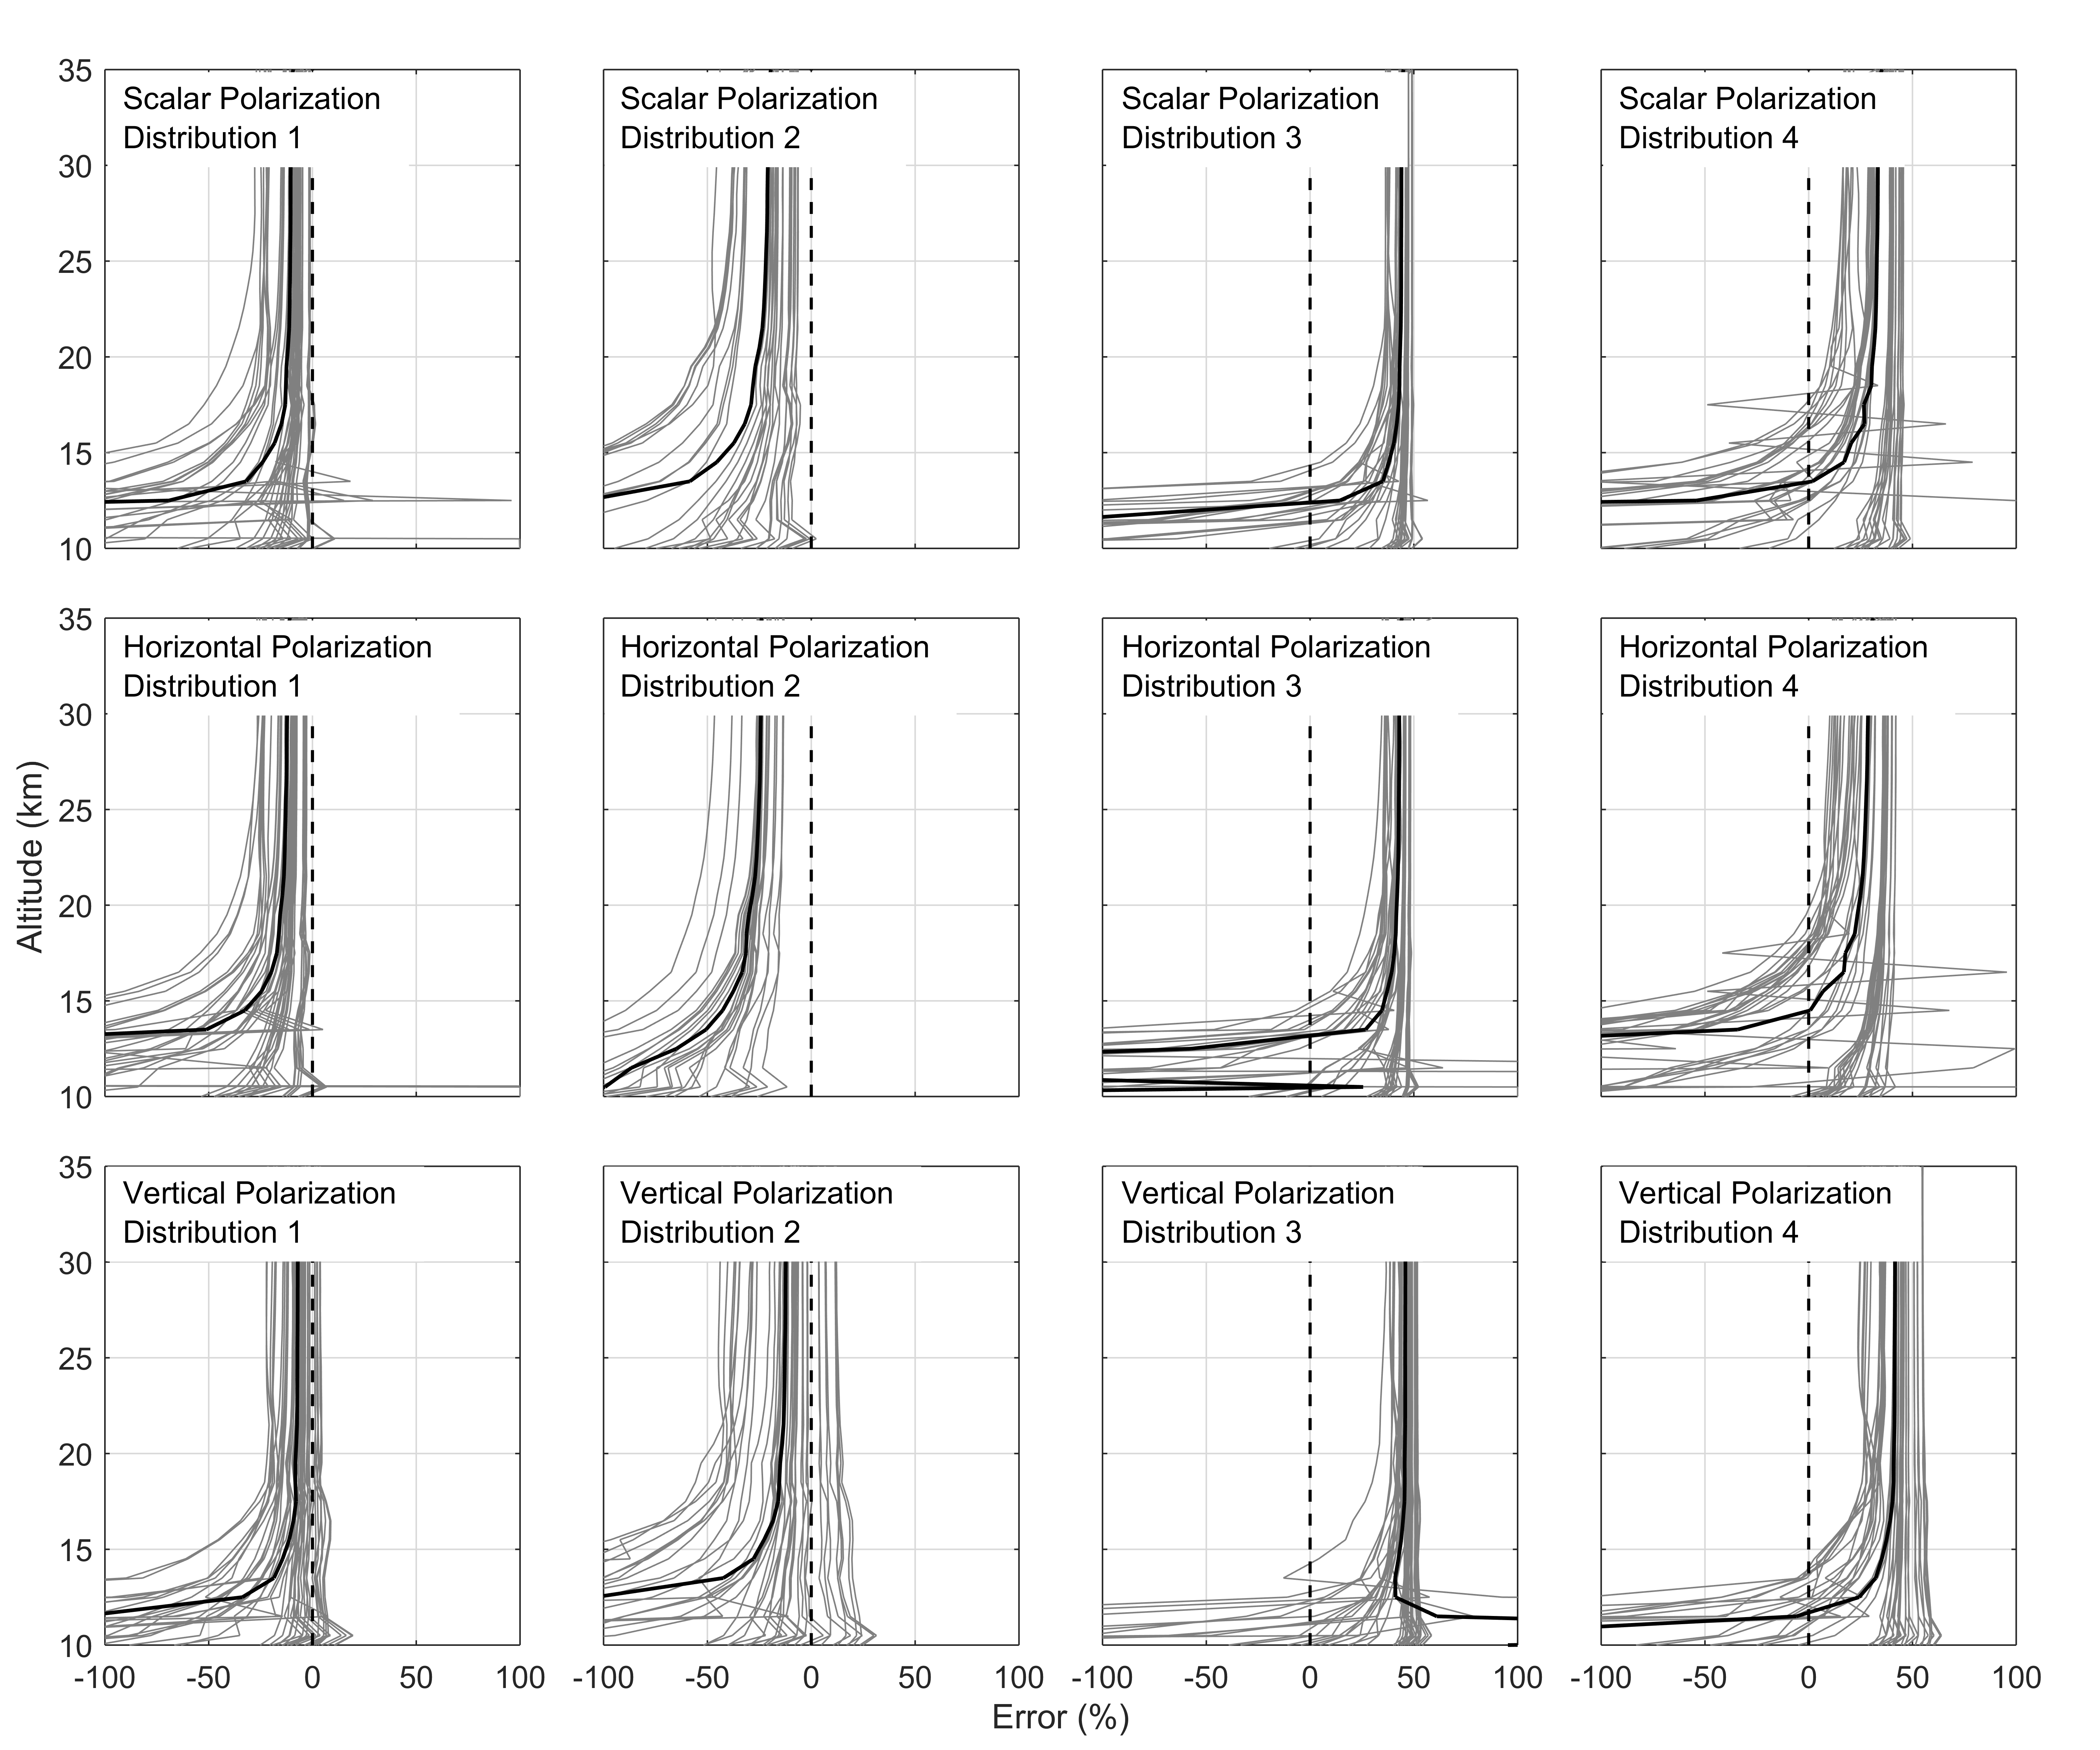 35
30
25
20
15
10
Scalar Polarization
Distribution 1
Scalar Polarization
Distribution 2
Scalar Polarization
Distribution 3
Scalar Polarization
Distribution 4
35
30
25
20
15
10
Horizontal Polarization
Distribution 1
Horizontal Polarization
Distribution 2
Horizontal Polarization
Distribution 3
Horizontal Polarization
Distribution 4
Altitude (km)
35
30
25
20
15
10
Vertical Polarization
Distribution 1
Vertical Polarization
Distribution 2
Vertical Polarization
Distribution 3
Vertical Polarization
Distribution 4
-100 -50 0 50 100
-100 -50 0 50 100
-100 -50 0 50 100
-100 -50 0 50 100
Error (%)